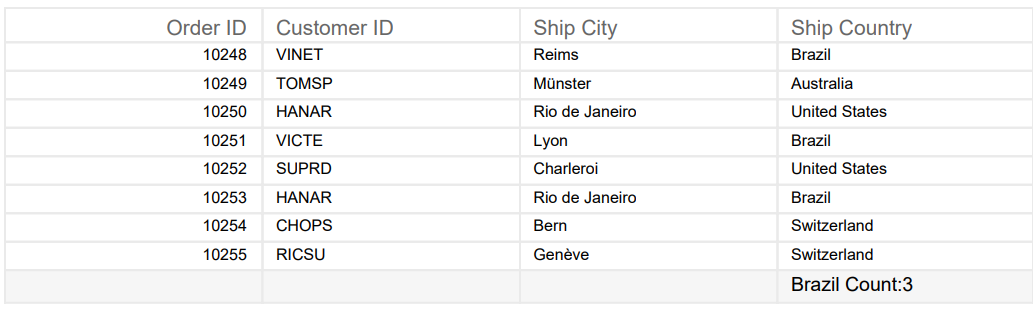 Order ID Customer ID Ship City Ship Country
10248 VINET Reims Brazil
10249 TOMSP Münster Australia
10250 HANAR Rio de Janeiro United States
10251 VICTE Lyon Brazil
10252 SUPRD Charleroi United States
10253 HANAR Rio de Janeiro Brazil
10254 CHOPS Bern Switzerland
10255 RICSU Genève Switzerland
Brazil Count:3